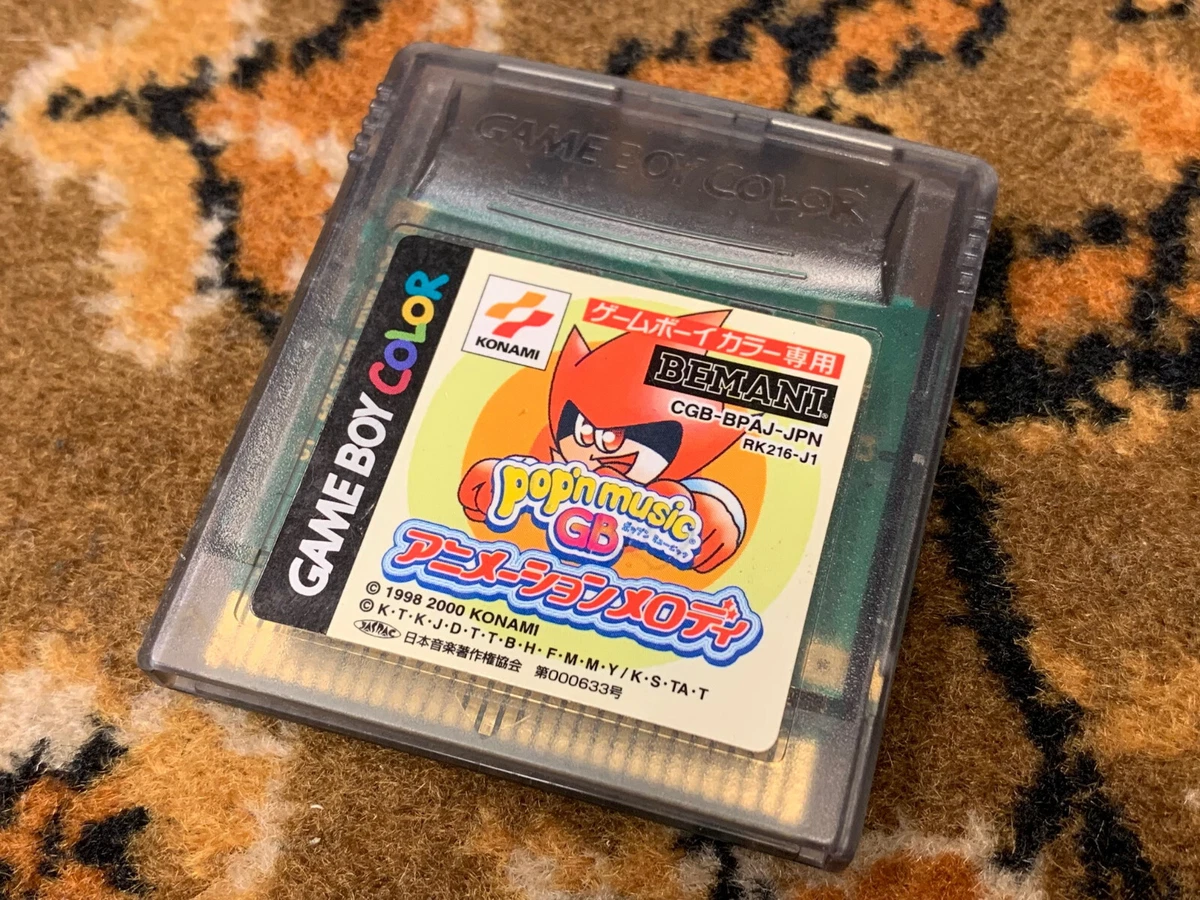 GAME BOY COLOR
GAME BOY COLOR
KONAMI
ゲームボーイカラー専用
BEMANI
CGB-BPAJ-JPN
RK216-J1
pop'n music
GB ポップン ミュージック
アニメーションメロディ
© 1998 2000 KONAMI
© K・T・K・J・D・T・T・B・H・F・M・M・Y/K・S・TA・T
JASRAC 日本音楽著作権協会 第000633号